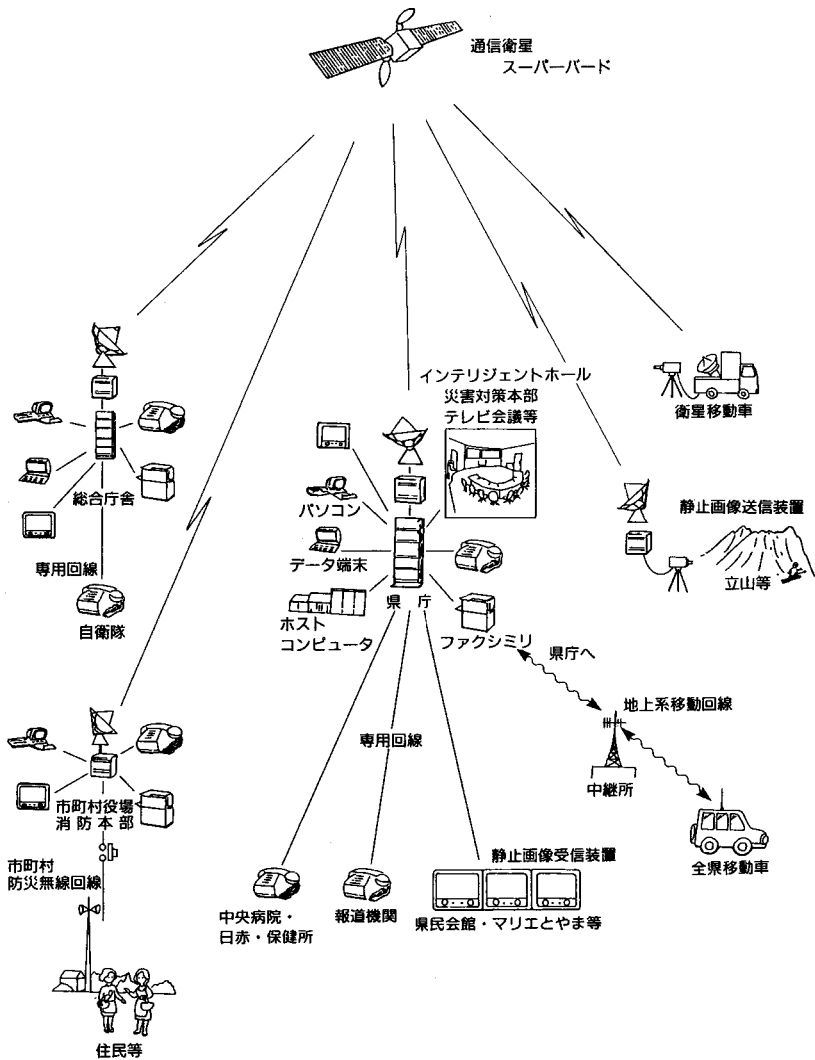 通信衛星
スーパーバード
インテリジェントホール
災害対策本部
テレビ会議等
衛星移動車
総合庁舎
パソコン
静止画像送信装置
データ端末
立山等
専用回線
県庁
自衛隊
ホスト
コンピュータ
ファクシミリ
県庁へ
地上系移動回線
専用回線
中継所
市町村役場
消防本部
全県移動車
市町村
防災無線回線
静止画像受信装置
中央病院・
日赤・保健所
報道機関
県民会館・マリエとやま等
住民等